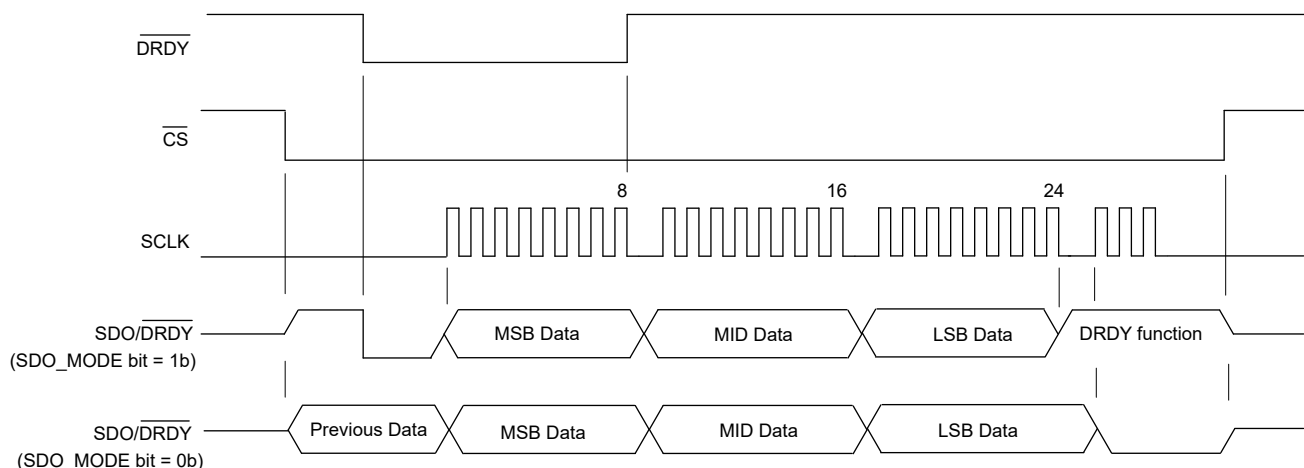 DRDY
CS
8
16
24
SCLK
SDO/DRDY
(SDO_MODE bit = 1b)
MSB Data
MID Data
LSB Data
DRDY function
SDO/DRDY
(SDO_MODE bit = 0b)
Previous Data
MSB Data
MID Data
LSB Data